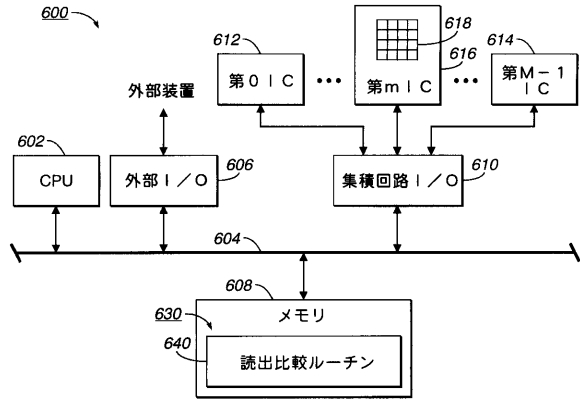 600
612
618
616
614
第0IC
•••
第mIC
•••
第M-1
IC
外部装置
602
CPU
外部I/O
606
集積回路I/O
610
604
608
メモリ
630
640
読出比較ルーチン